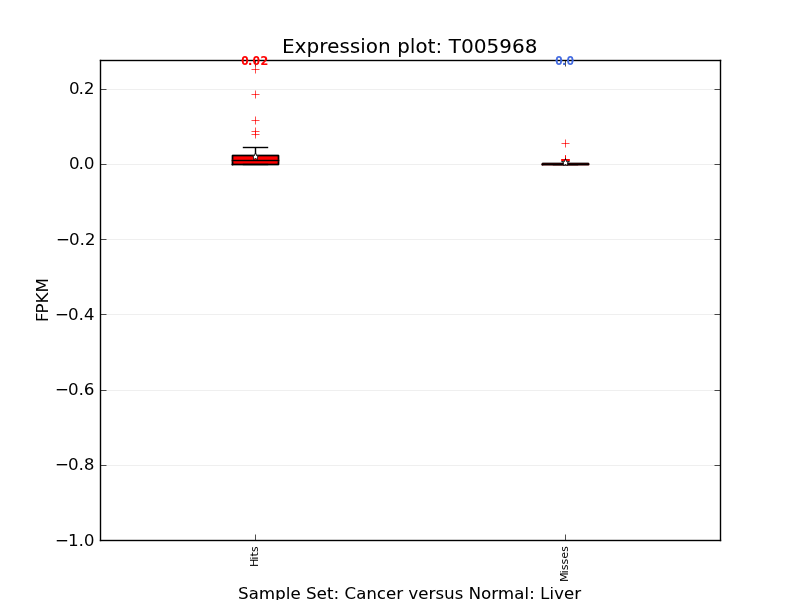 Expression plot: T005968
0.02
0.0
0.2
0.0
−0.2
−0.4
−0.6
−0.8
−1.0
FPKM
Hits
Misses
Sample Set: Cancer versus Normal: Liver